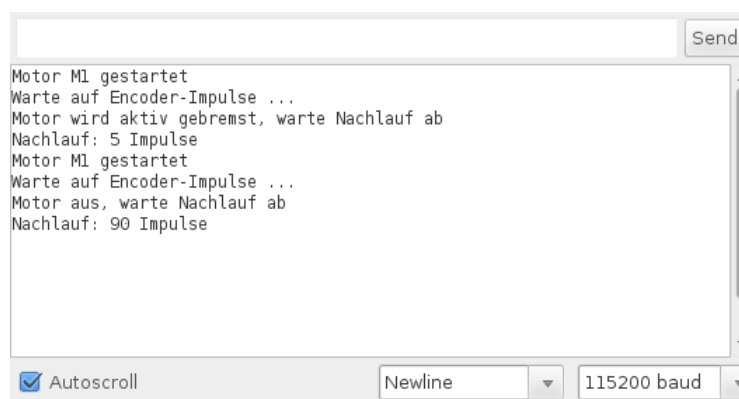 Send
Motor M1 gestartet
Warte auf Encoder-Impulse ...
Motor wird aktiv gebremst, warte Nachlauf ab
Nachlauf: 5 Impulse
Motor M1 gestartet
Warte auf Encoder-Impulse ...
Motor aus, warte Nachlauf ab
Nachlauf: 90 Impulse
Autoscroll Newline 115200 baud